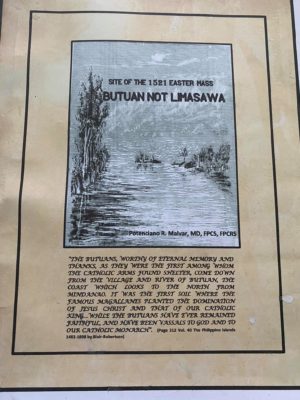 SITE OF THE 1521 EASTER MASS
BUTUAN NOT LIMASAWA
Potenciano R. Malvar, MD, FPCS, FPCRS
"THE BUTUANS, WORTHY OF ETERNAL MEMORY AND
THANKS, AS THEY WERE THE FIRST AMONG WHOM
THE CATHOLIC ARMS FOUND SHELTER, COME DOWN
FROM THE VILLAGE AND RIVER OF BUTUAN, THE
COAST WHICH LOOKS TO THE NORTH FROM
MINDANAO. IT WAS THE FIRST SOIL WHERE THE
FAMOUS MAGALLANES PLANTED THE DOMINATION
OF JESUS CHRIST AND THAT OF OUR CATHOLIC
KING...WHILE THE BUTUANS HAVE EVER REMAINED
FAITHFUL, AND HAVE BEEN VASSALS TO GOD AND TO
OUR CATHOLIC MONARCH". (Page 312 Vol. 40 The Philippine Islands
1493-1898 by Blair-Robertson)